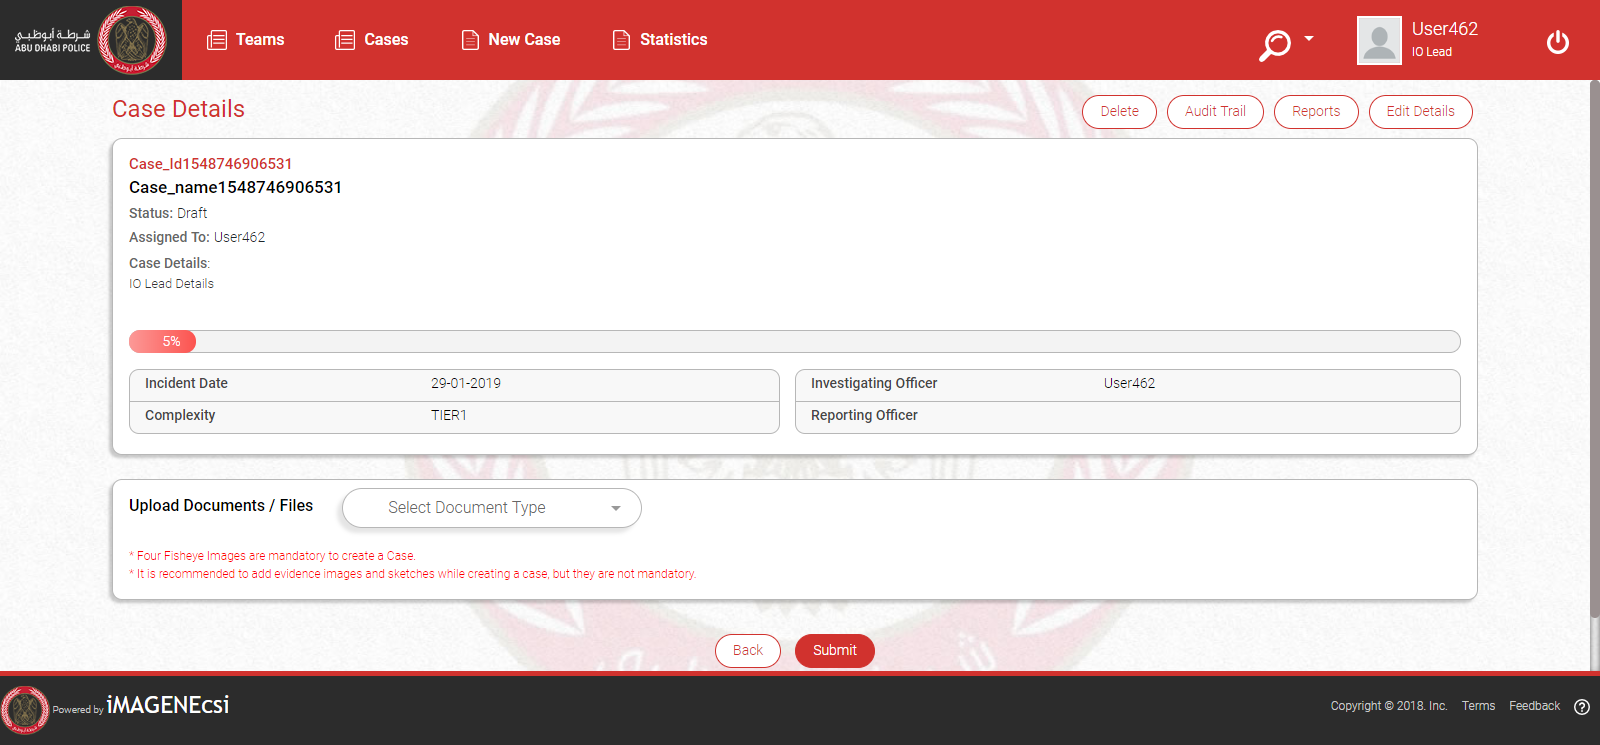 شرطة أبوظبي
ABU DHABI POLICE
Teams
Cases
New Case
Statistics
User462
IO Lead
Case Details
Delete
Audit Trail
Reports
Edit Details
Case_Id1548746906531
Case_name1548746906531
Status: Draft
Assigned To: User462
Case Details:
IO Lead Details
5%
Incident Date 29-01-2019
Complexity TIER1
Investigating Officer User462
Reporting Officer
Upload Documents / Files
Select Document Type
* Four Fisheye Images are mandatory to create a Case.
* It is recommended to add evidence images and sketches while creating a case, but they are not mandatory.
Back
Submit
Powered by iMAGENEcsi
Copyright © 2018. Inc.
Terms
Feedback
?